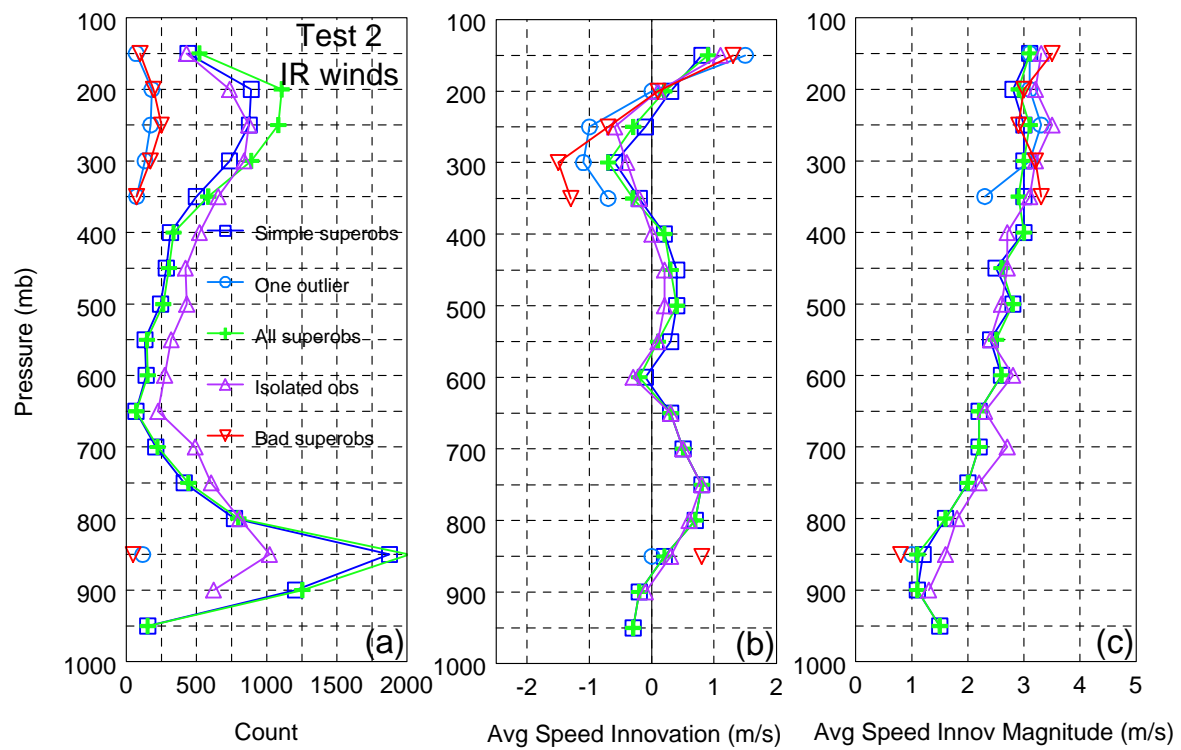 Test 2
IR winds
Pressure (mb)
100
200
300
400
500
600
700
800
900
1000
Simple superobs
One outlier
All superobs
Isolated obs
Bad superobs
(a)
0 500 1000 1500 2000
Count
100
200
300
400
500
600
700
800
900
1000
(b)
-2 -1 0 1 2
Avg Speed Innovation (m/s)
100
200
300
400
500
600
700
800
900
1000
(c)
0 1 2 3 4 5
Avg Speed Innov Magnitude (m/s)